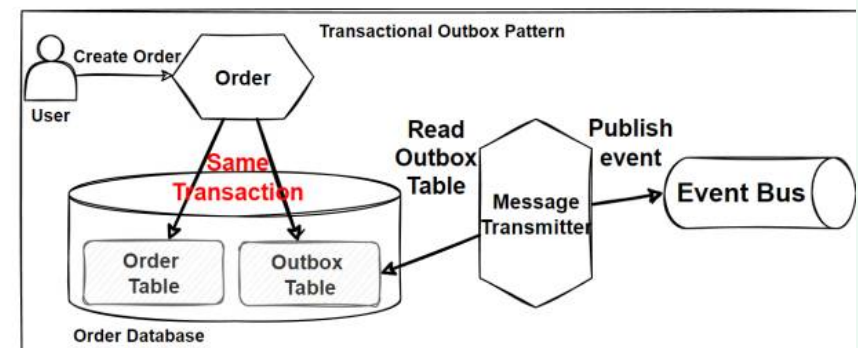 Transactional Outbox Pattern
Create Order
Order
User
Same
Transaction
Order
Table
Outbox
Table
Order Database
Read
Outbox
Table
Message
Transmitter
Publish
event
Event Bus